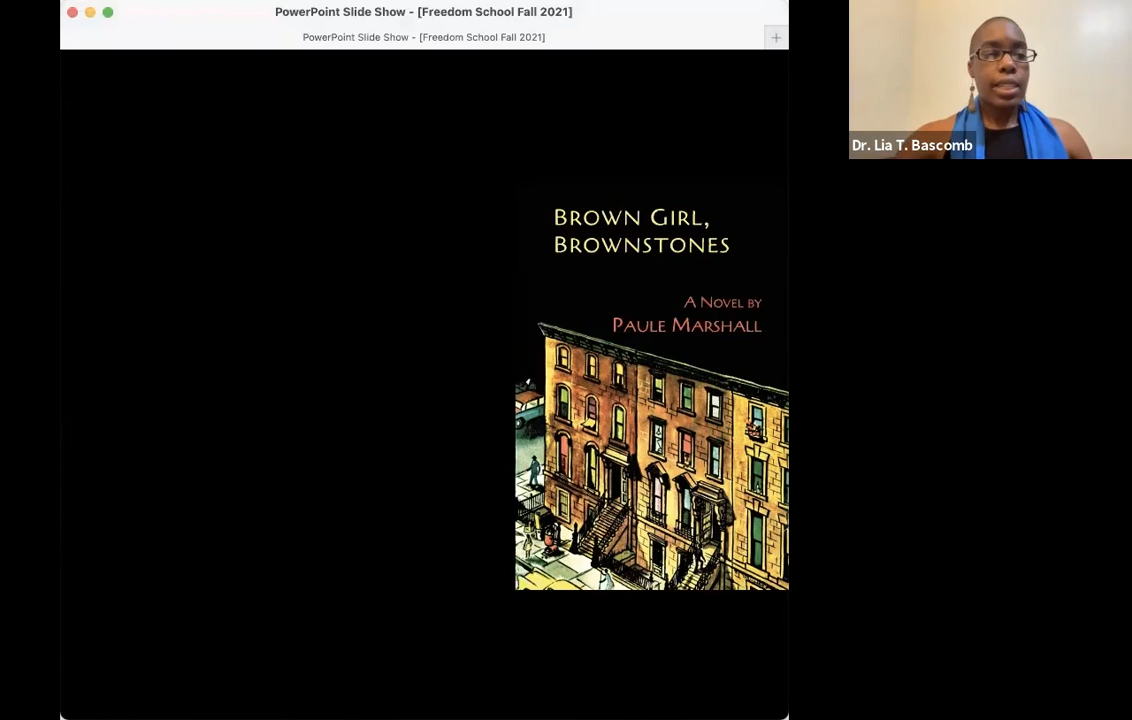 PowerPoint Slide Show - [Freedom School Fall 2021]
PowerPoint Slide Show - [Freedom School Fall 2021]
Dr. Lia T. Bascomb
BROWN GIRL,
BROWNSTONES
A NOVEL BY
PAULE MARSHALL